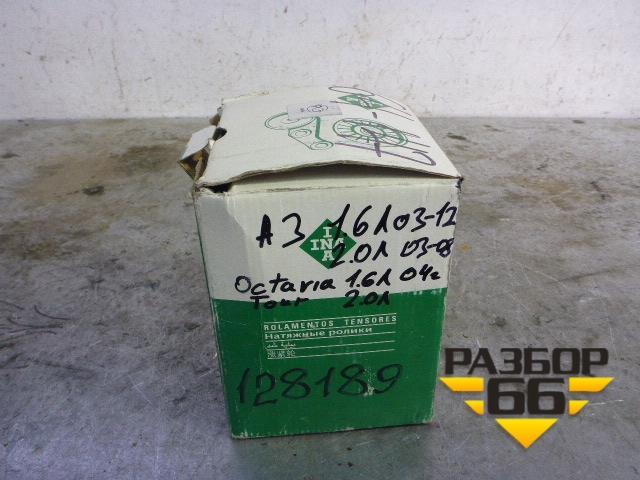 А3 1.6л 03-12
INA
2.0л 03-08
Octavia 1.6л 04г
Tour 2.0л
ROLAMENTOS TENSORES
Натяжные ролики
128189
РАЗБОР
66